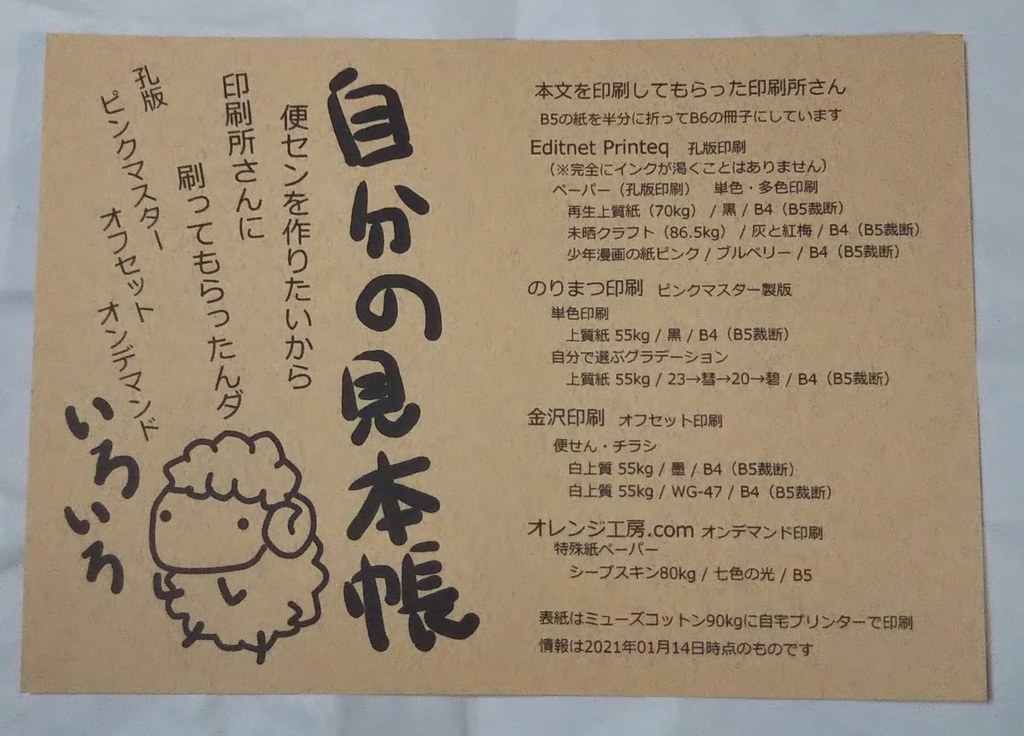 自分の見本帳
便センを作りたいから
印刷所さんに
刷ってもらったんダ
孔版
ピンクマスター
オフセット
オンデマンド
いろいろ
本文を印刷してもらった印刷所さん
B5の紙を半分に折ってB6の冊子にしています
Editnet Printeq 孔版印刷
（※完全にインクが渇くことはありません）
ペーパー（孔版印刷） 単色・多色印刷
再生上質紙（70kg） / 黒 / B4（B5裁断）
未晒クラフト（86.5kg） / 灰と紅梅 / B4（B5裁断）
少年漫画の紙ピンク / ブルベリー / B4（B5裁断）
のりまつ印刷 ピンクマスター製版
単色印刷
上質紙 55kg / 黒 / B4（B5裁断）
自分で選ぶグラデーション
上質紙 55kg / 23→彗→20→碧 / B4（B5裁断）
金沢印刷 オフセット印刷
便せん・チラシ
白上質 55kg / 墨 / B4（B5裁断）
白上質 55kg / WG-47 / B4（B5裁断）
オレンジ工房.com オンデマンド印刷
特殊紙ペーパー
シープスキン80kg / 七色の光 / B5
表紙はミューズコットン90kgに自宅プリンターで印刷
情報は2021年01月14日時点のものです